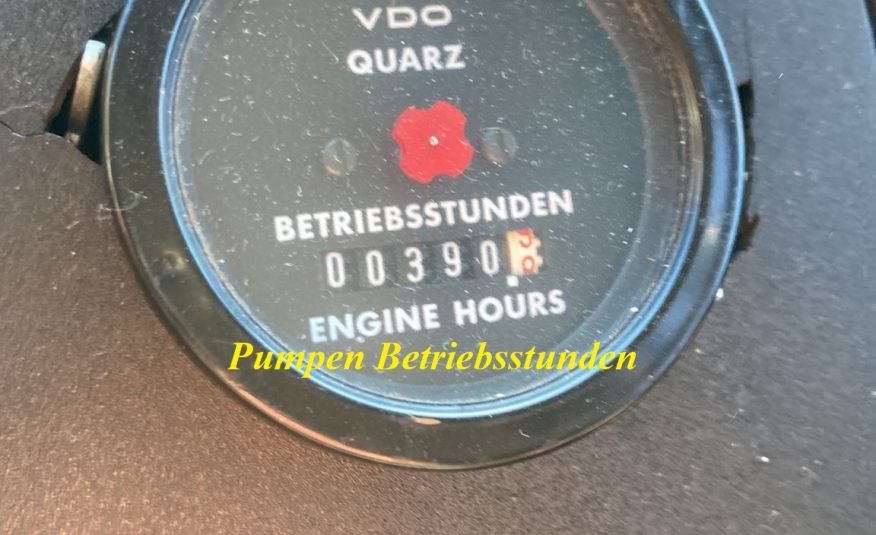 VDO
QUARZ
BETRIEBSSTUNDEN
00390.
ENGINE HOURS
Pumpen Betriebsstunden